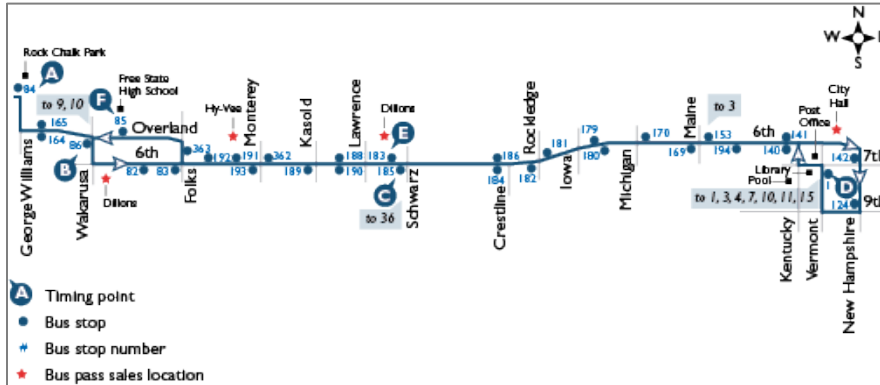 N
W
S
Rock Chalk Park
A
84
Free State
High School
to 9, 10
F
85
165
164
Overland
86
B
6th
82
83
Dillons
363
Hy-Vee
192
191
193
362
189
188
190
Dillons
183
E
185
C
to 36
186
184
182
181
179
180
170
169
to 3
153
194
6th
141
140
Post
Office
City
Hall
142
7th
Library
Pool
1
D
124
9th
to 1, 3, 4, 7, 10, 11, 15
George Williams
Wakarusa
Folks
Monterey
Kasold
Lawrence
Schwarz
Crestline
Rockledge
Iowa
Michigan
Maine
Kentucky
Vermont
New Hampshire
A Timing point
Bus stop
Bus stop number
Bus pass sales location